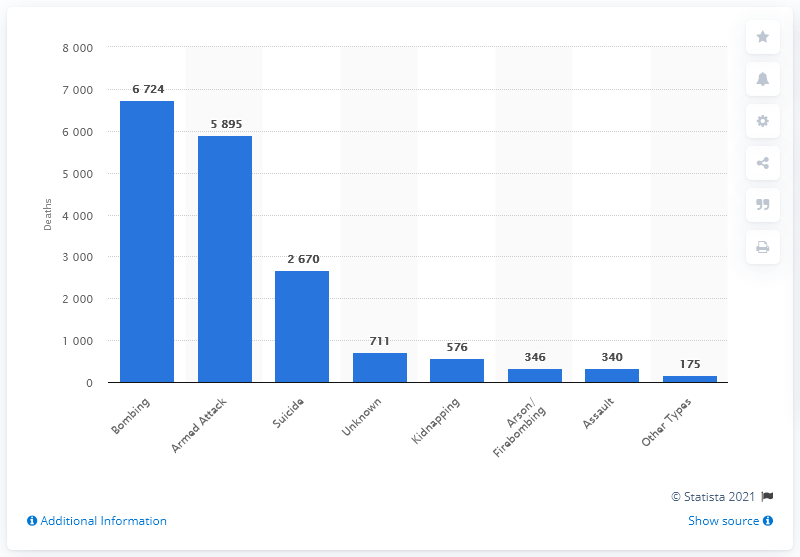 8 000
7 000
6 000
5 000
4 000
3 000
2 000
1 000
0
Deaths
6 724
5 895
2 670
711
576
346
340
175
Bombing
Armed Attack
Suicide
Unknown
Kidnapping
Arson/
Firebombing
Assault
Other Types
© Statista 2021
Additional Information
Show source